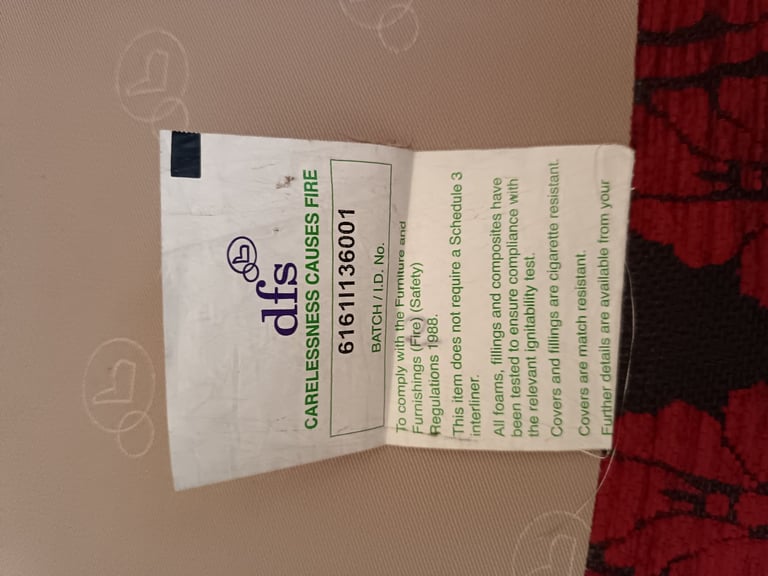 dfs
CARELESSNESS CAUSES FIRE
6161I136001
BATCH / I.D. No.
To comply with the Furniture and
Furnishings (Fire) (Safety)
Regulations 1988.
This item does not require a Schedule 3
interliner.
All foams, fillings and composites have
been tested to ensure compliance with
the relevant ignitability test.
Covers and fillings are cigarette resistant.
Covers are match resistant.
Further details are available from your